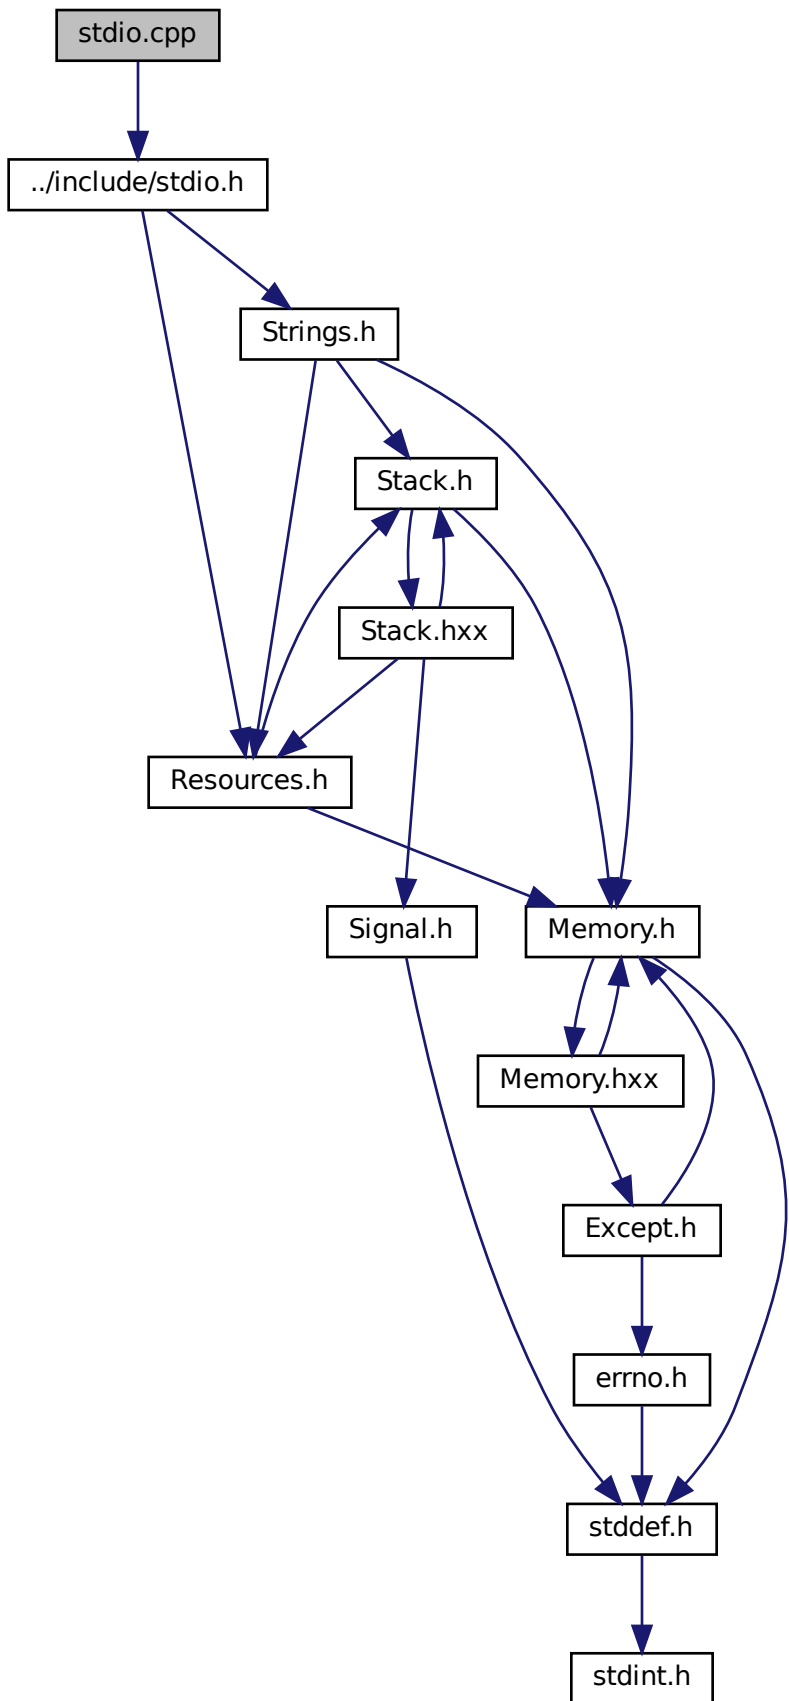 stdio.cpp
../include/stdio.h
Strings.h
Stack.h
Stack.hxx
Resources.h
Signal.h
Memory.h
Memory.hxx
Except.h
errno.h
stddef.h
stdint.h